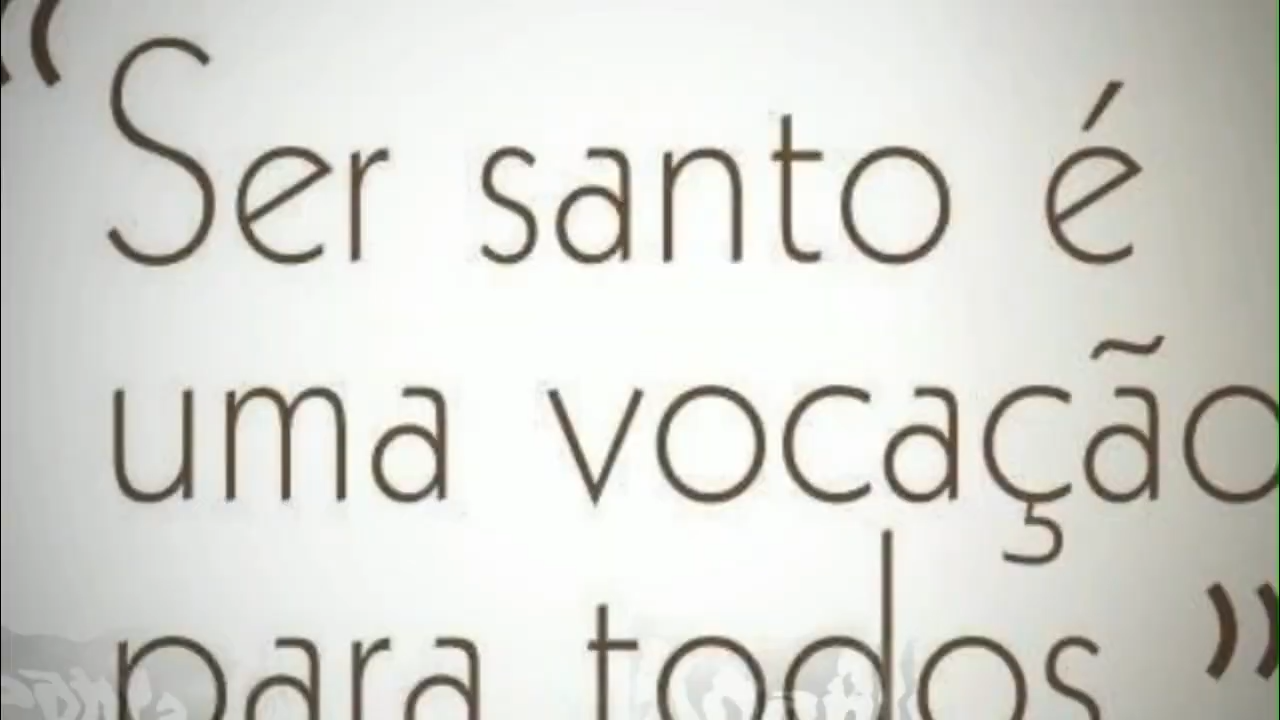 “Ser santo é
uma vocação
para todos”